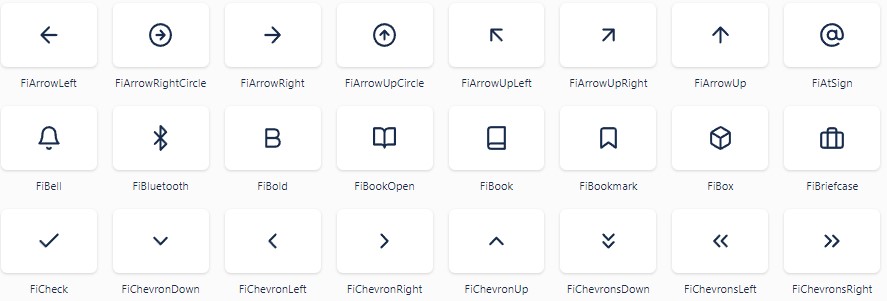 FiArrowLeft FiArrowRightCircle FiArrowRight FiArrowUpCircle FiArrowUpLeft FiArrowUpRight FiArrowUp FiAtSign
FiBell FiBluetooth FiBold FiBookOpen FiBook FiBookmark FiBox FiBriefcase
FiCheck FiChevronDown FiChevronLeft FiChevronRight FiChevronUp FiChevronsDown FiChevronsLeft FiChevronsRight